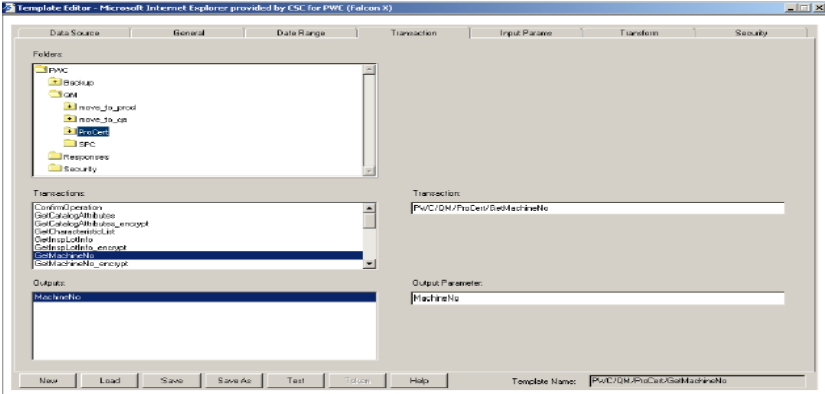 Template Editor - Microsoft Internet Explorer provided by CSC for PWC (Falcon X)
Data Source General Date Range Transaction Input Params Transform Security
Folders:
PWC
Backup
QM
move_to_prod
move_to_qa
ProCert
SPC
Responses
Security
Transactions:
ConfirmOperation
GetCatalogAttributes
GetCatalogAttributes_encrypt
GetCharacteristicList
GetInspLotInfo
GetInspLotInfo_encrypt
GetMachineNo
GetMachineNo_encrypt
Transaction:
PWC/QM/ProCert/GetMachineNo
Outputs:
MachineNo
Output Parameter:
MachineNo
New Load Save Save As Test Token Help Template Name: PWC/QM/ProCert/GetMachineNo